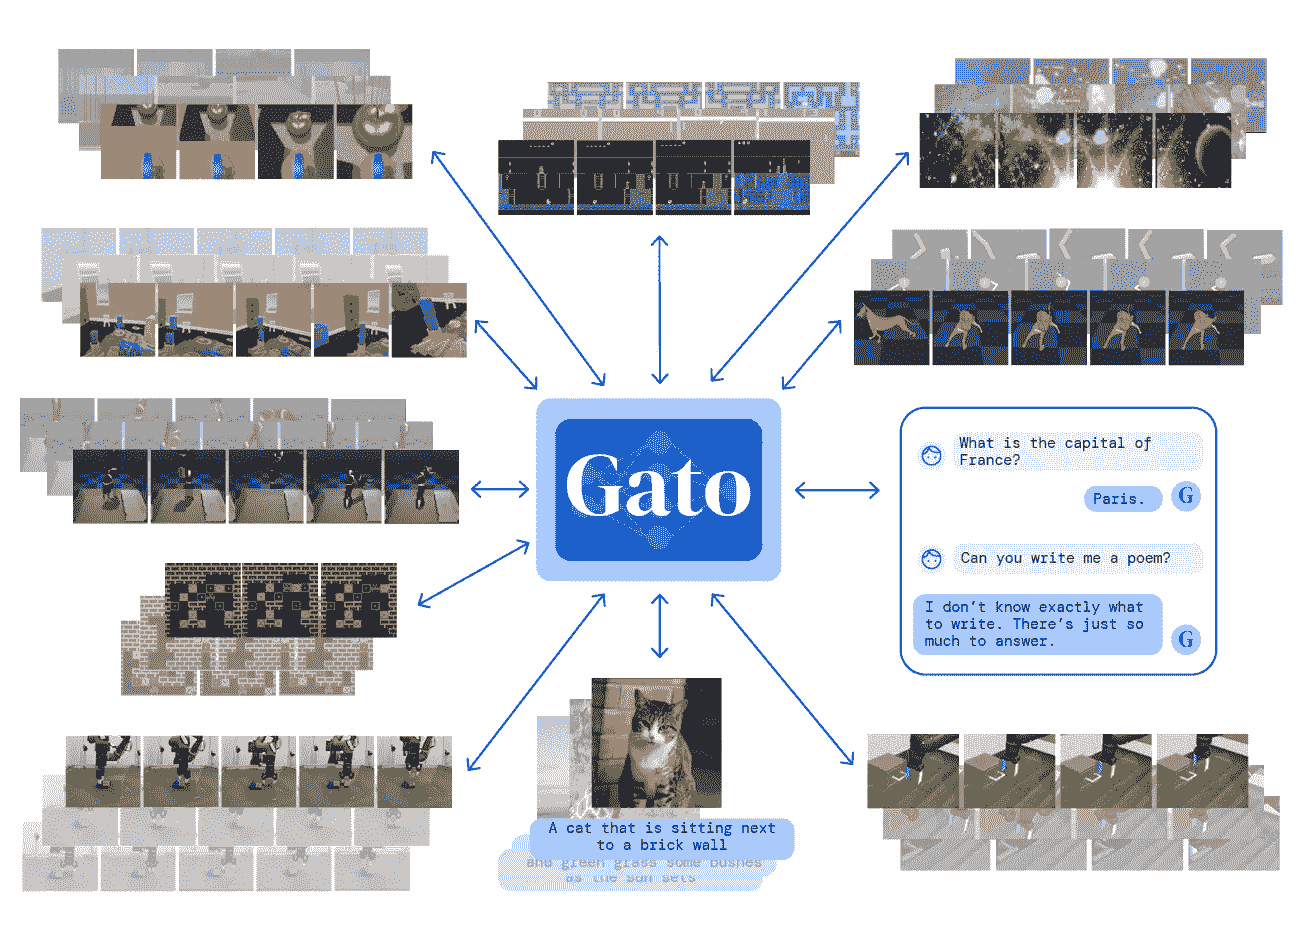 Gato
What is the capital of
France?
Paris.
G
Can you write me a poem?
I don't know exactly what
to write. There's just so
much to answer.
G
A cat that is sitting next
to a brick wall
and green grass some bushes
as the sun sets